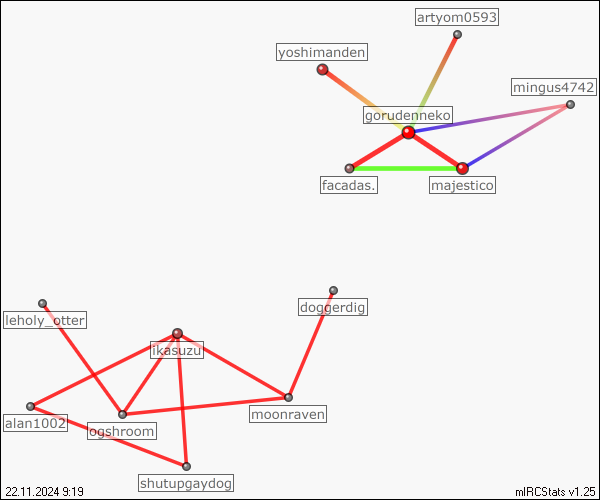 artyom0593
yoshimanden
mingus4742
gorudenneko
facadas.
majestico
doggerdig
leholy_otter
ikasuzu
moonraven
alan1002
ogshroom
shutupgaydog
22.11.2024 9:19
mIRCStats v1.25